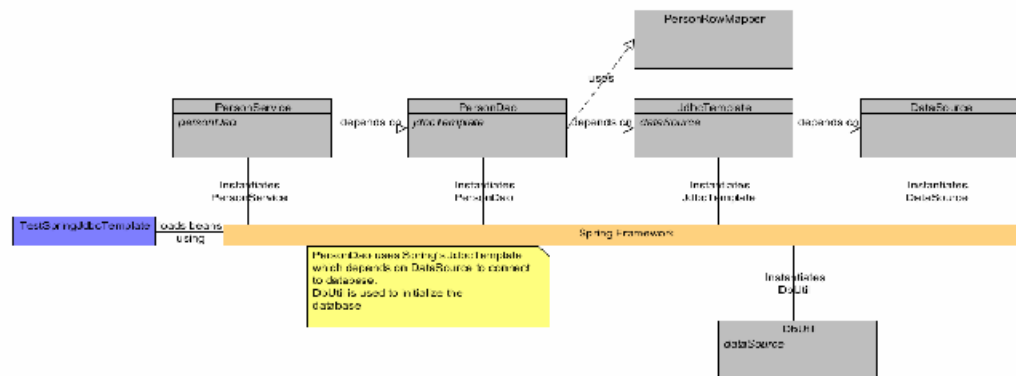 PersonRowMapper
uses
PersonService
personDao
depends on
PersonDao
jdbcTemplate
depends on
JdbcTemplate
dataSource
depends on
DataSource
Instantiates
PersonService
Instantiates
PersonDao
Instantiates
JdbcTemplate
Instantiates
DataSource
TestSpringJdbcTemplate
loads beans
using
Spring Framework
PersonDao uses Spring's JdbcTemplate
which depends on DataSource to connect
to database.
DbUtil is used to initialize the
database
Instantiates
DbUtil
DbUtil
dataSource